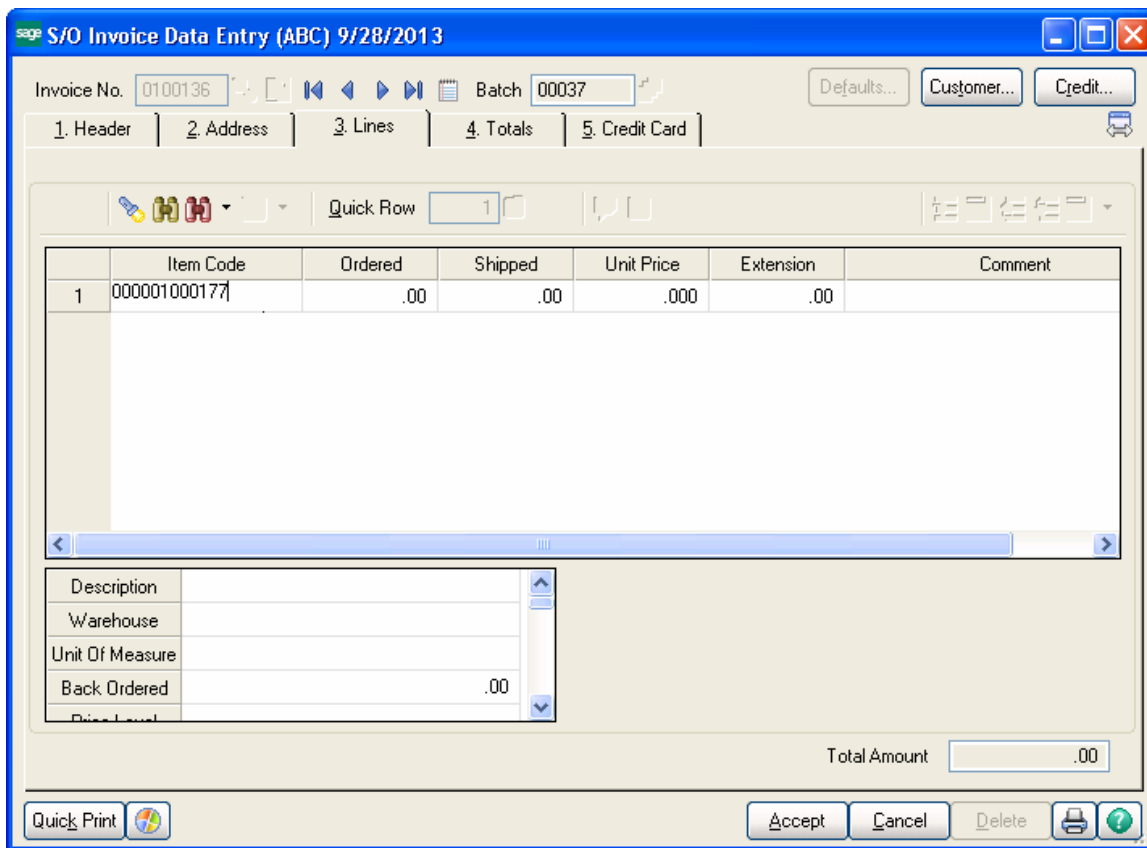 sage S/O Invoice Data Entry (ABC) 9/28/2013
Invoice No. 0100136 Batch 00037 Defaults... Customer... Credit...
1. Header 2. Address 3. Lines 4. Totals 5. Credit Card
Quick Row 1
Item Code Ordered Shipped Unit Price Extension Comment
1 000001000177 .00 .00 .000 .00
Description
Warehouse
Unit Of Measure
Back Ordered .00
Price Level
Total Amount .00
Quick Print Accept Cancel Delete